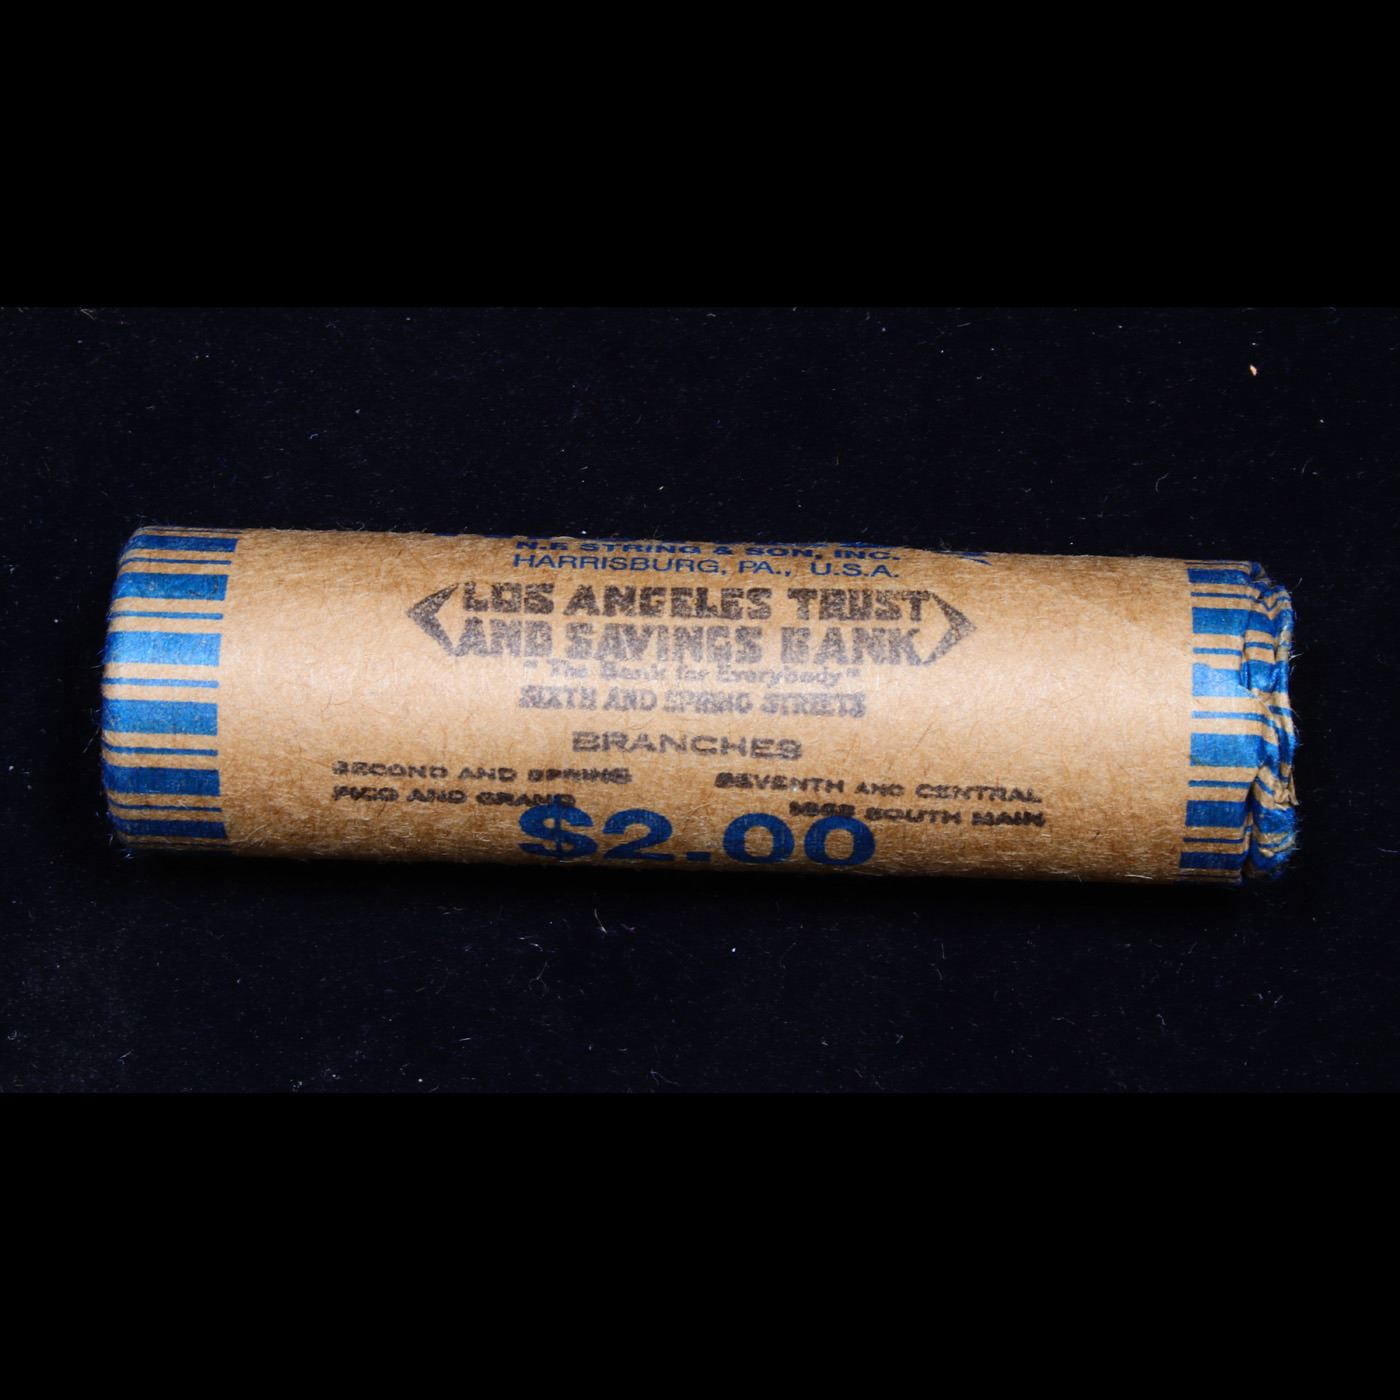 N.F. STRING & SON, INC.
HARRISBURG, PA., U.S.A.
LOS ANGELES TRUST
AND SAVINGS BANK
"The Bank for Everybody"
SIXTH AND SPRING STREETS
BRANCHES
SECOND AND SPRING
SEVENTH AND CENTRAL
PICO AND GRAND
SOUTH MAIN
$2.00